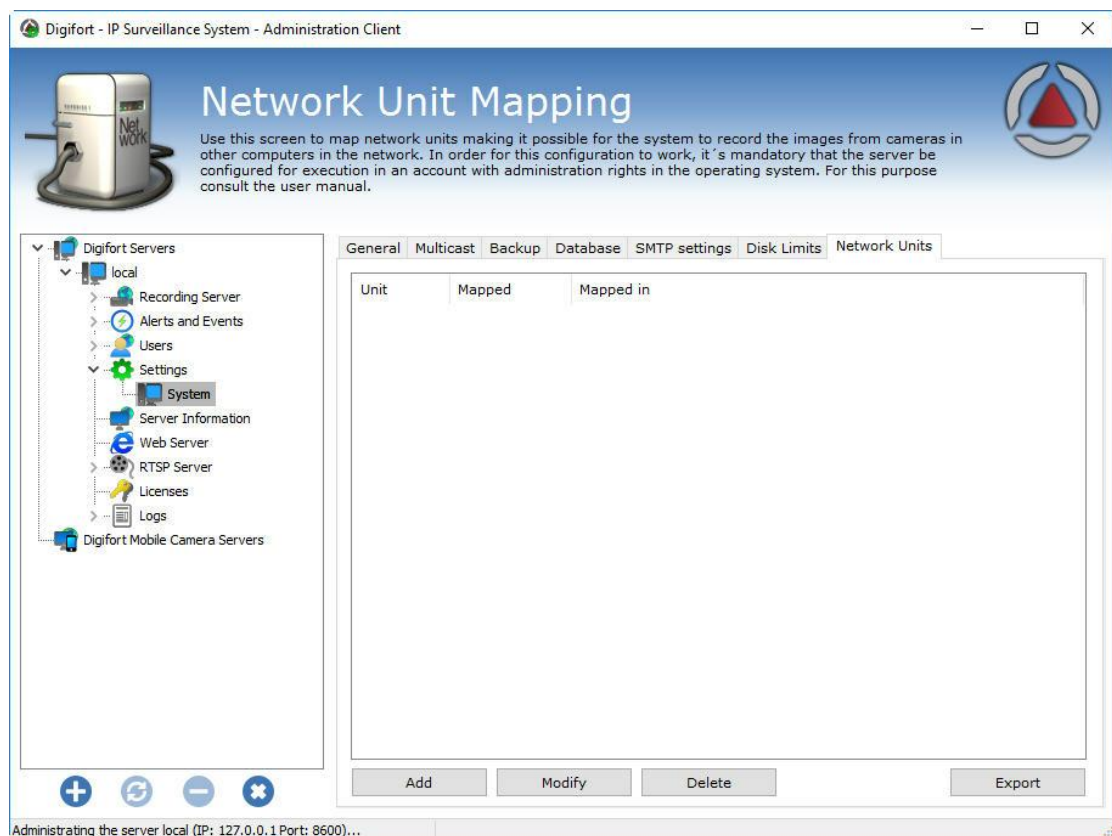 Digifort - IP Surveillance System - Administration Client
Network Unit Mapping
Net
work
Use this screen to map network units making it possible for the system to record the images from cameras in
other computers in the network. In order for this configuration to work, it´s mandatory that the server be
configured for execution in an account with administration rights in the operating system. For this purpose
consult the user manual.
Digifort Servers
local
Recording Server
Alerts and Events
Users
Settings
System
Server Information
Web Server
RTSP Server
Licenses
Logs
Digifort Mobile Camera Servers
General Multicast Backup Database SMTP settings Disk Limits Network Units
Unit Mapped Mapped in
Add Modify Delete Export
Administrating the server local (IP: 127.0.0.1 Port: 8600)...